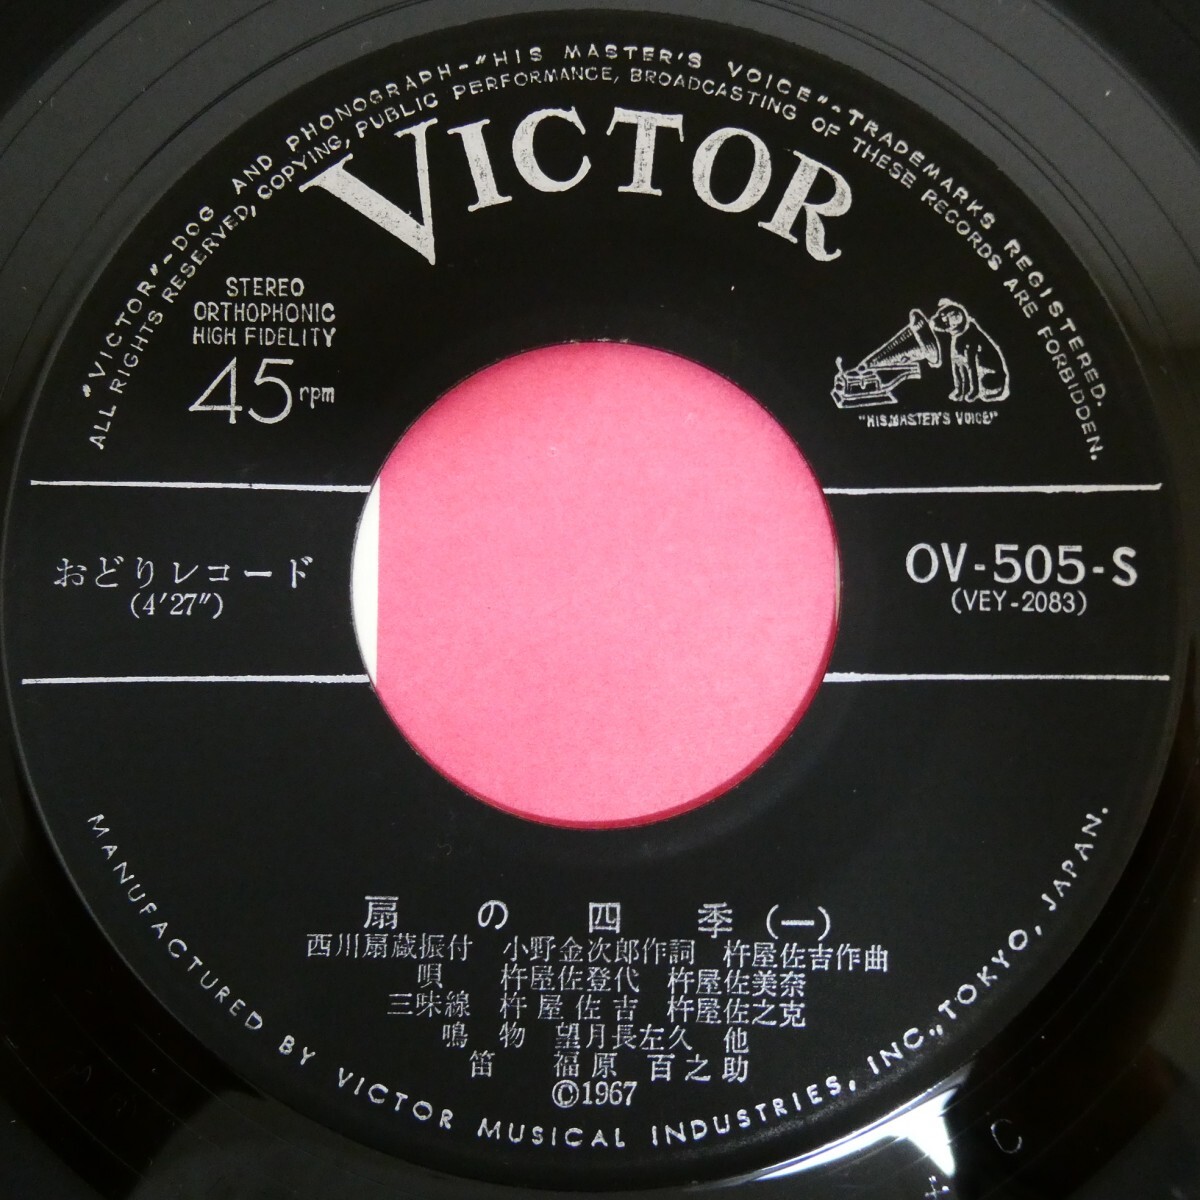 "VICTOR"-DOG AND PHONOGRAPH-"HIS MASTER'S VOICE"-TRADEMARKS REGISTERED.
ALL RIGHTS RESERVED, COPYING, PUBLIC PERFORMANCE, BROADCASTING OF THESE RECORDS ARE FORBIDDEN.
VICTOR
STEREO
ORTHOPHONIC
HIGH FIDELITY
45 rpm
"HIS MASTER'S VOICE"
おどりレコード
(4'27")
OV-505-S
(VEY-2083)
扇の四季(一)
西川扇蔵振付 小野金次郎作詞 杵屋佐吉作曲
唄 杵屋佐登代 杵屋佐美奈
三味線 杵屋佐吉 杵屋佐之克
鳴物 望月長左久 他
笛 福原百之助
©1967
MANUFACTURED BY VICTOR MUSICAL INDUSTRIES, INC., TOKYO, JAPAN.